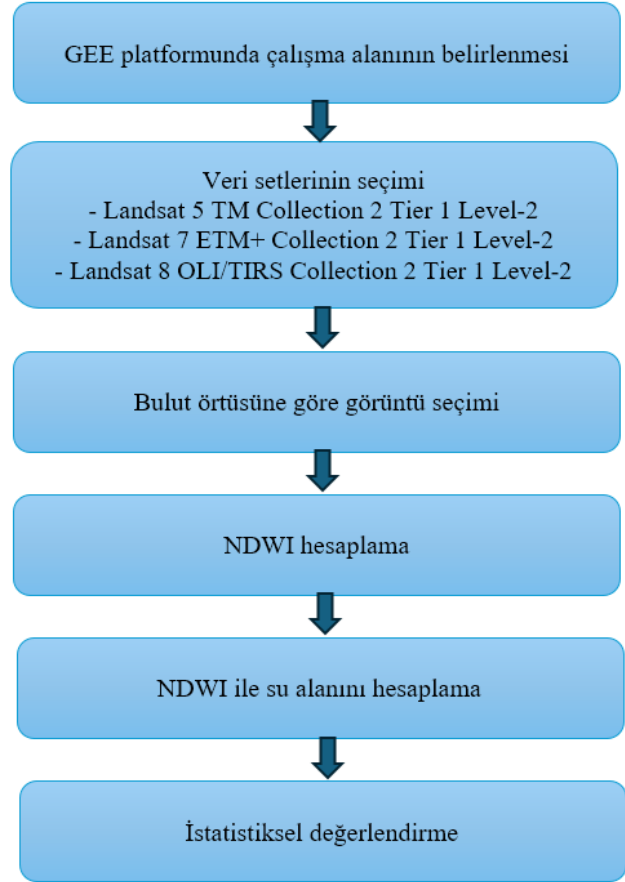 GEE platformunda çalışma alanının belirlenmesi
Veri setlerinin seçimi
- Landsat 5 TM Collection 2 Tier 1 Level-2
- Landsat 7 ETM+ Collection 2 Tier 1 Level-2
- Landsat 8 OLI/TIRS Collection 2 Tier 1 Level-2
Bulut örtüsüne göre görüntü seçimi
NDWI hesaplama
NDWI ile su alanını hesaplama
İstatistiksel değerlendirme